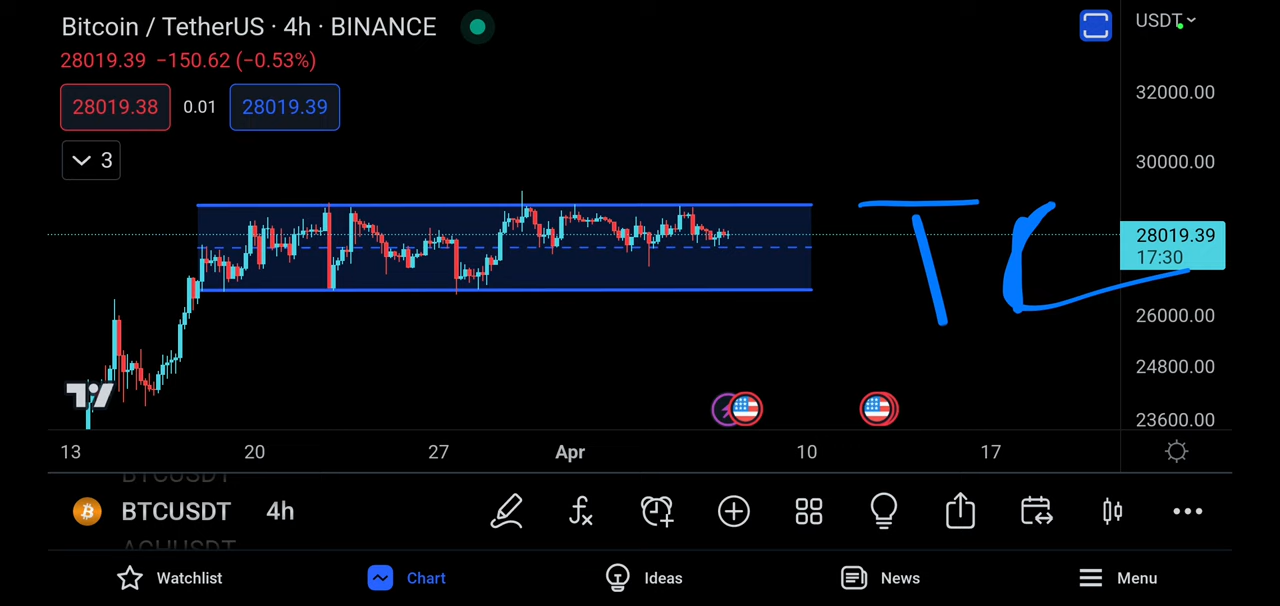 Bitcoin / TetherUS · 4h · BINANCE
USDT
28019.39 −150.62 (−0.53%)
28019.38 0.01 28019.39
32000.00
3
30000.00
TC
28019.39
17:30
26000.00
24800.00
23600.00
13 20 27 Apr 10 17
BTCUSDT
BTCUSDT 4h
Watchlist Chart Ideas News Menu